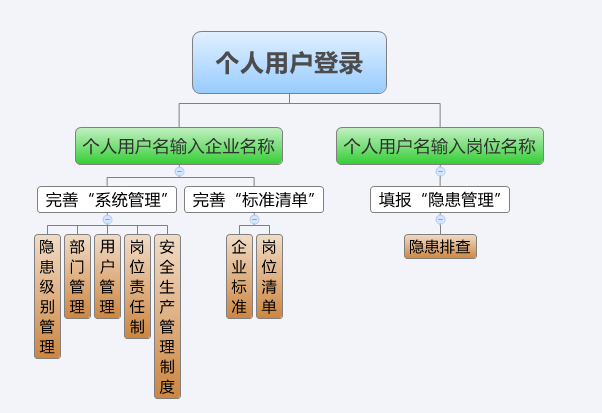 个人用户登录
个人用户名输入企业名称
个人用户名输入岗位名称
完善“系统管理”
完善“标准清单”
填报“隐患管理”
隐患级别管理
部门管理
用户管理
岗位责任制
安全生产管理制度
企业标准
岗位清单
隐患排查